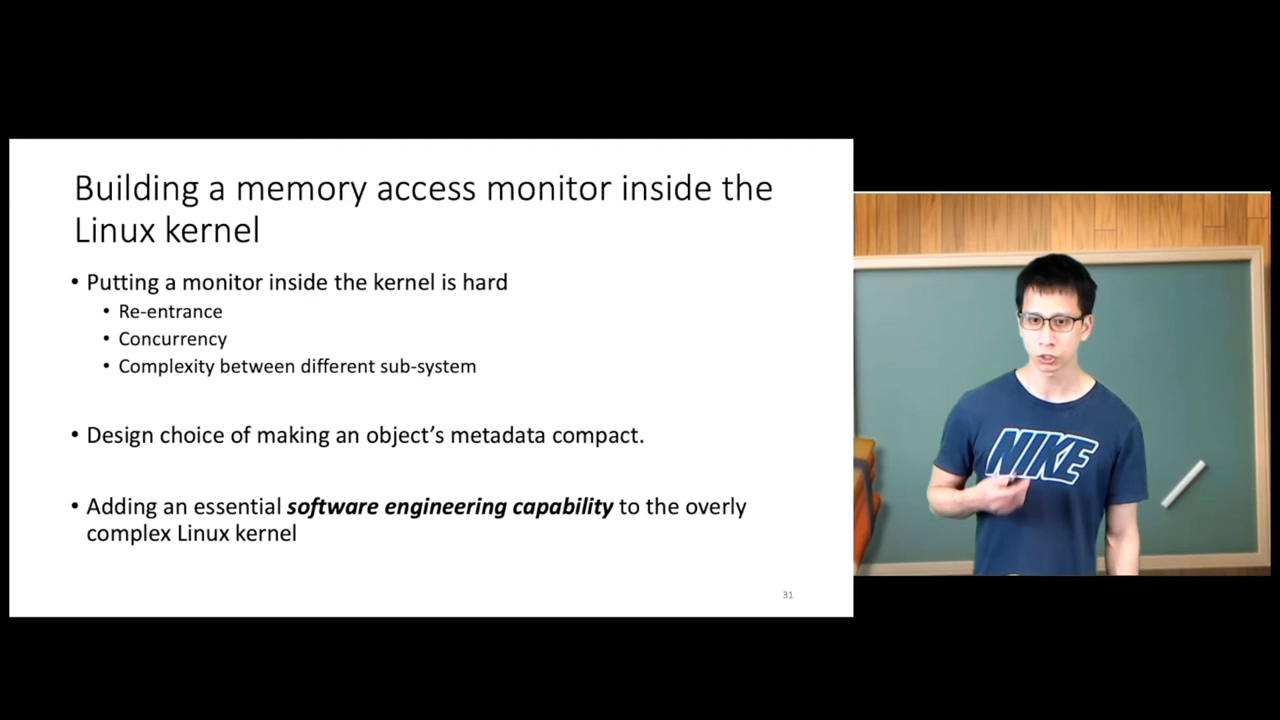 Building a memory access monitor inside the
Linux kernel
• Putting a monitor inside the kernel is hard
• Re-entrance
• Concurrency
• Complexity between different sub-system
• Design choice of making an object’s metadata compact.
• Adding an essential software engineering capability to the overly
complex Linux kernel
31
NIKE